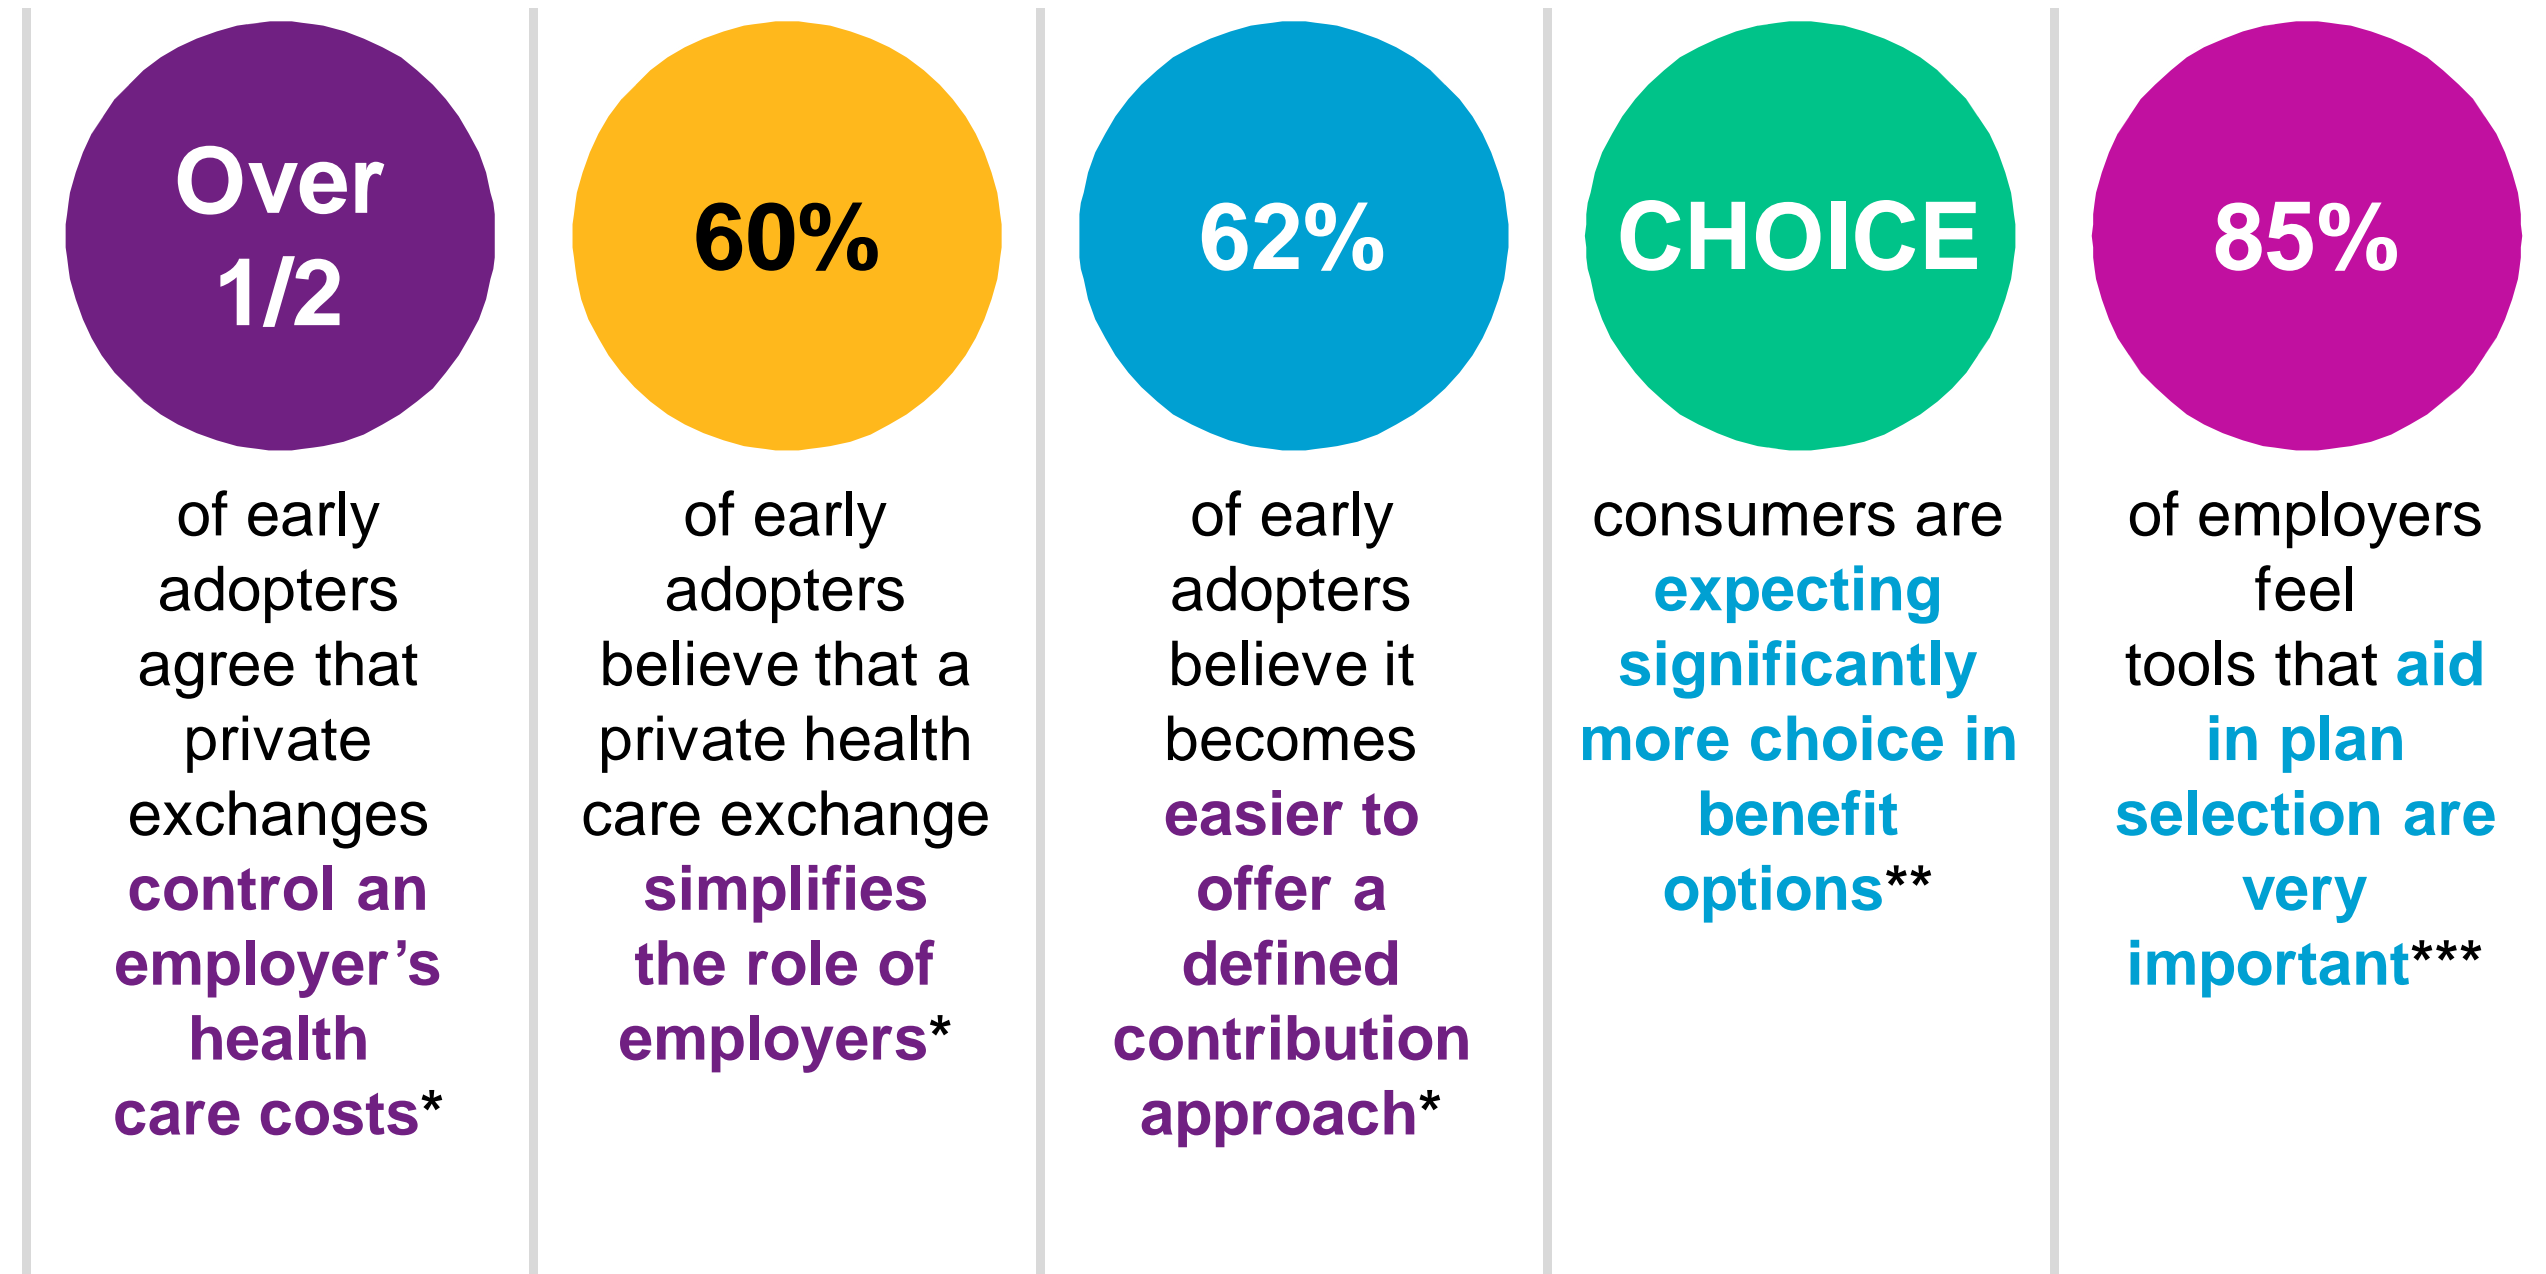 Over
1/2
of early
adopters
agree that
private
exchanges
control an
employer’s
health
care costs*
60%
of early
adopters
believe that a
private health
care exchange
simplifies
the role of
employers*
62%
of early
adopters
believe it
becomes
easier to
offer a
defined
contribution
approach*
CHOICE
consumers are
expecting
significantly
more choice in
benefit
options**
85%
of employers
feel
tools that aid
in plan
selection are
very
important***